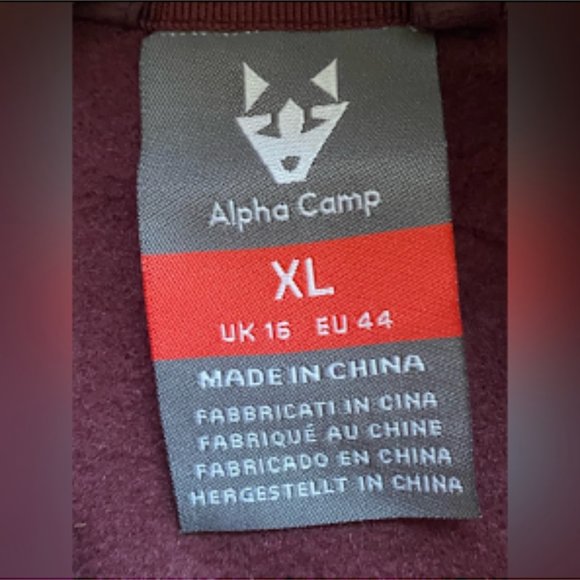 Alpha Camp
XL
UK 16 EU 44
MADE IN CHINA
FABBRICATI IN CINA
FABRIQUÉ AU CHINE
FABRICADO EN CHINA
HERGESTELLT IN CHINA